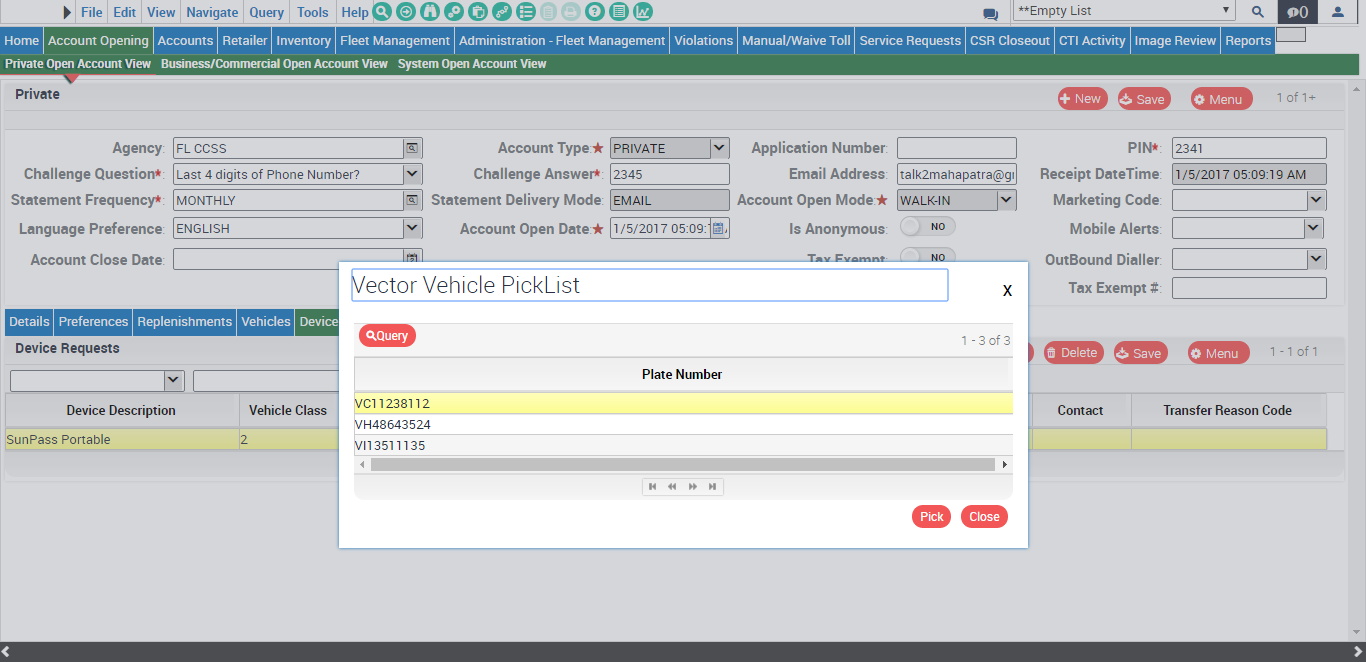 File Edit View Navigate Query Tools Help **Empty List 0
Home Account Opening Accounts Retailer Inventory Fleet Management Administration - Fleet Management Violations Manual/Waive Toll Service Requests CSR Closeout CTI Activity Image Review Reports
Private Open Account View Business/Commercial Open Account View System Open Account View
Private New Save Menu 1 of 1+
Agency: FL CCSS Account Type:★ PRIVATE Application Number: PIN*: 2341
Challenge Question*: Last 4 digits of Phone Number? Challenge Answer*: 2345 Email Address: talk2mahapatra@g Receipt DateTime: 1/5/2017 05:09:19 AM
Statement Frequency*: MONTHLY Statement Delivery Mode: EMAIL Account Open Mode:★ WALK-IN Marketing Code:
Language Preference: ENGLISH Account Open Date:★ 1/5/2017 05:09: Is Anonymous: NO Mobile Alerts:
Account Close Date: Tax Exempt: NO OutBound Dialler:
Tax Exempt #:
Details Preferences Replenishments Vehicles Device
Device Requests Delete Save Menu 1 - 1 of 1
Device Description Vehicle Class Contact Transfer Reason Code
SunPass Portable 2
Vector Vehicle PickList X
Query 1 - 3 of 3
Plate Number
VC11238112
VH48643524
VI13511135
Pick Close